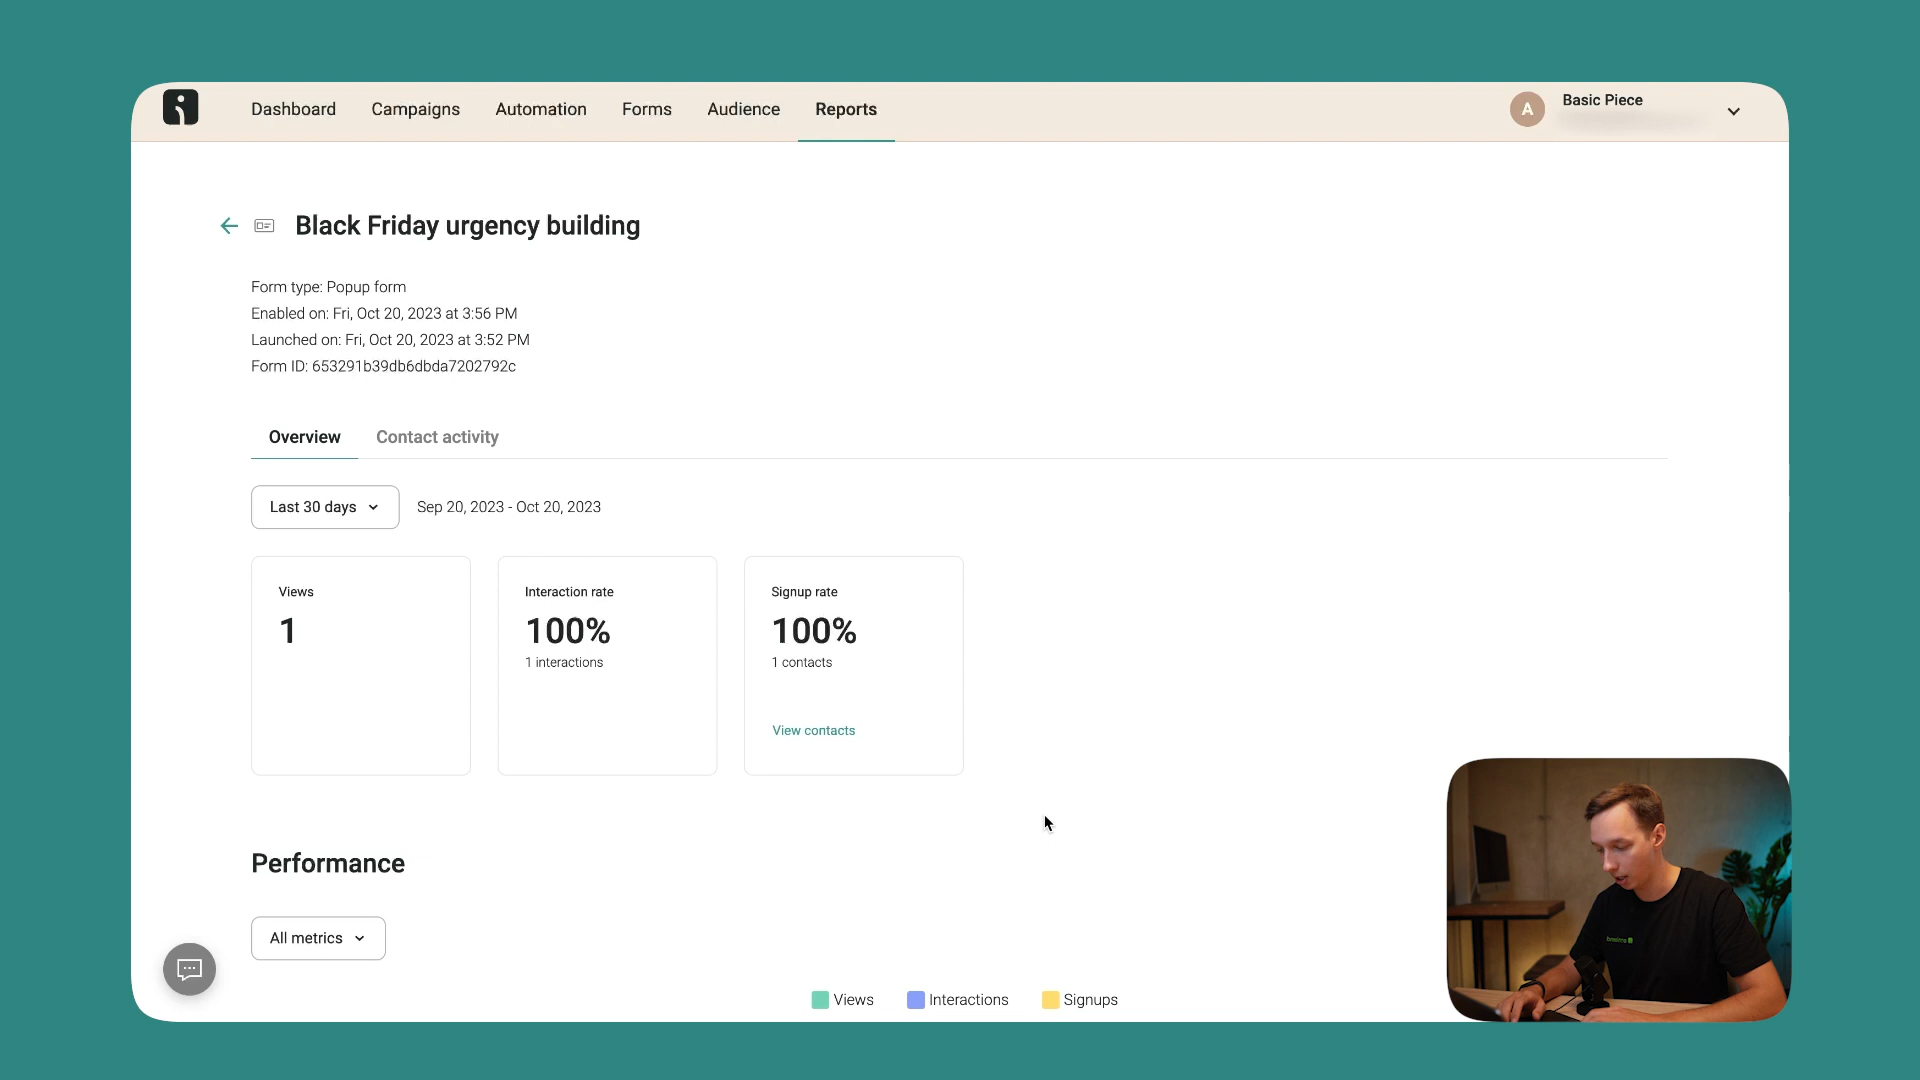 Dashboard Campaigns Automation Forms Audience Reports
A Basic Piece
Black Friday urgency building
Form type: Popup form
Enabled on: Fri, Oct 20, 2023 at 3:56 PM
Launched on: Fri, Oct 20, 2023 at 3:52 PM
Form ID: 653291b39db6dbda7202792c
Overview Contact activity
Last 30 days Sep 20, 2023 - Oct 20, 2023
Views Interaction rate Signup rate
1 100% 100%
1 interactions 1 contacts
View contacts
Performance
All metrics
Views Interactions Signups